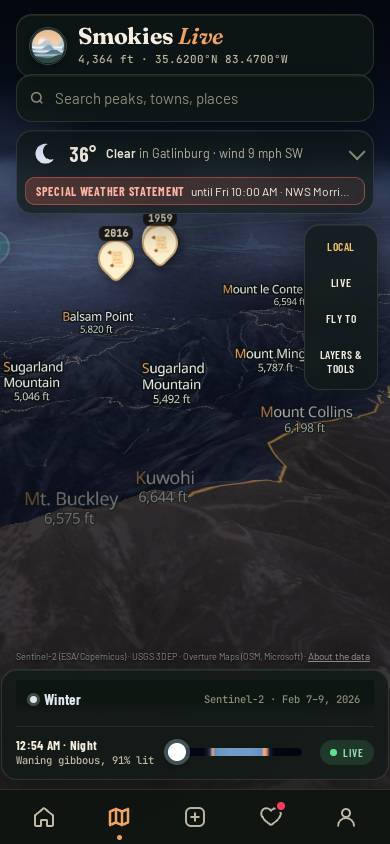 Smokies Live
4,364 ft · 35.6200°N 83.4700°W
Search peaks, towns, places
36° Clear in Gatlinburg · wind 9 mph SW
SPECIAL WEATHER STATEMENT until Fri 10:00 AM · NWS Morri...
1959
2016
LOCAL
LIVE
FLY TO
LAYERS & TOOLS
Mount le Conte
6,594 ft
Balsam Point
5,820 ft
Mount Ming
5,787 ft
Sugarland
Mountain
5,046 ft
Sugarland
Mountain
5,492 ft
Mount Collins
6,198 ft
Kuwohi
6,644 ft
Mt. Buckley
6,575 ft
Sentinel-2 (ESA/Copernicus) · USGS 3DEP · Overture Maps (OSM, Microsoft) · About the data
Winter
Sentinel-2 · Feb 7–9, 2026
12:54 AM · Night
Waning gibbous, 91% lit
LIVE